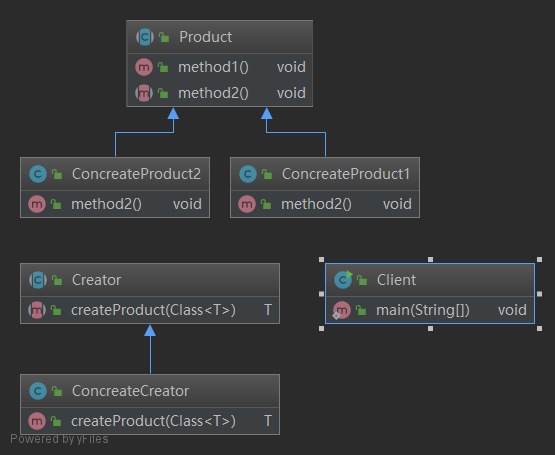 Product
method1() void
method2() void
ConcreateProduct2
method2() void
ConcreateProduct1
method2() void
Creator
createProduct(Class<T>) T
Client
main(String[]) void
ConcreateCreator
createProduct(Class<T>) T
Powered by yFiles